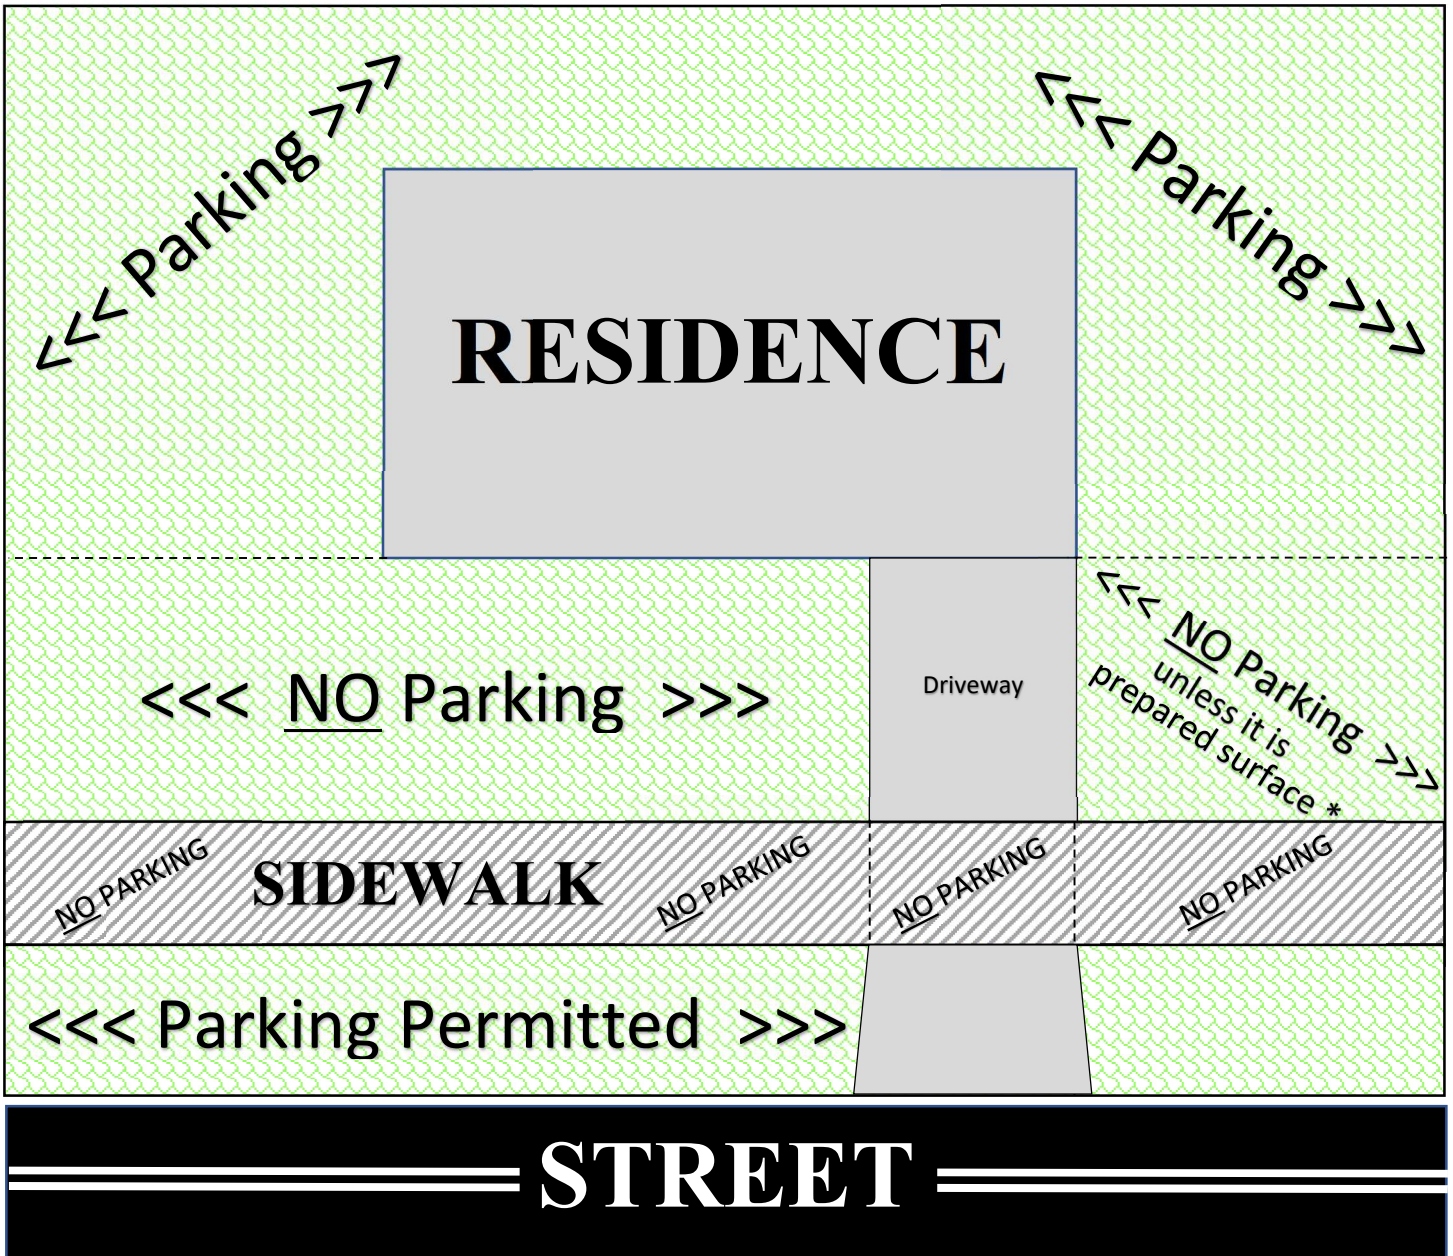 <<< Parking >>>
<<< Parking >>>
RESIDENCE
<<< NO Parking >>>
Driveway
<<< NO Parking >>>
unless it is
prepared surface *
NO PARKING
SIDEWALK
NO PARKING
NO PARKING
NO PARKING
<<< Parking Permitted >>>
STREET